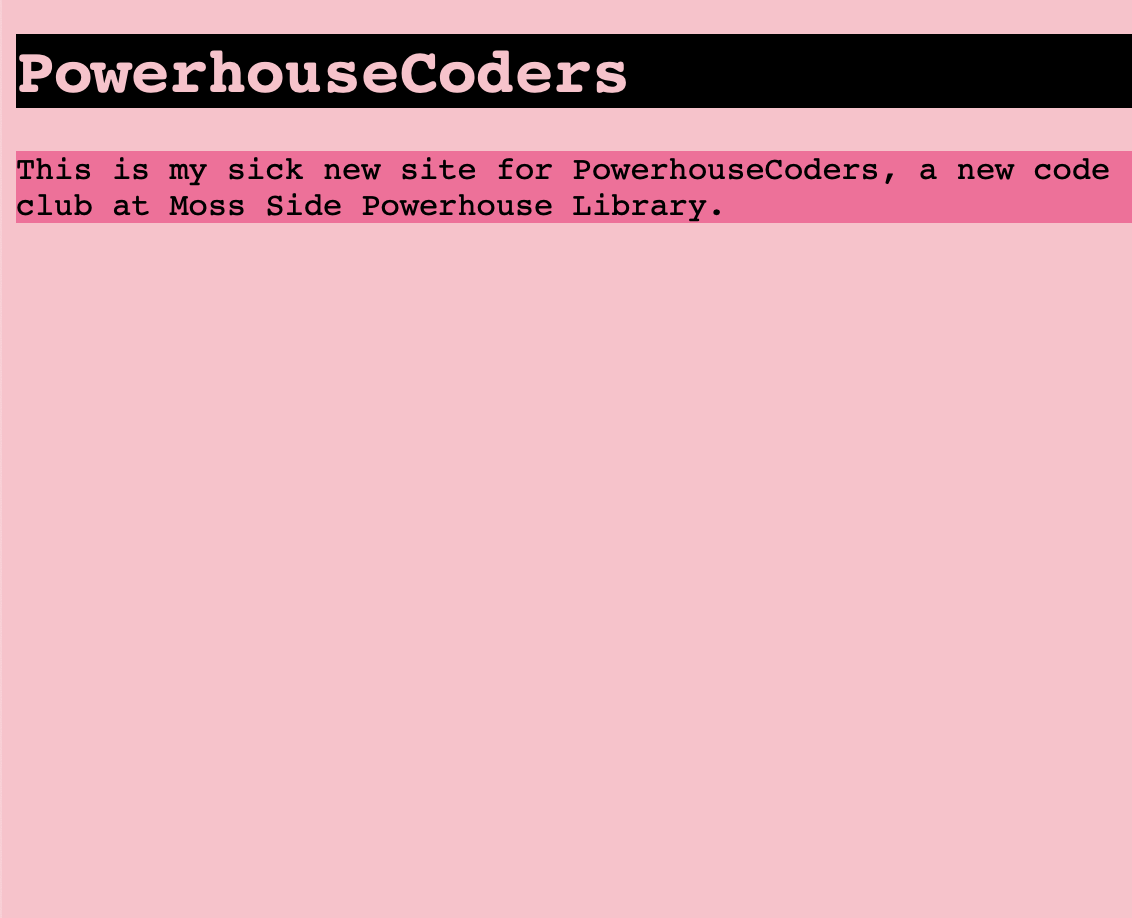 PowerhouseCoders
This is my sick new site for PowerhouseCoders, a new code
club at Moss Side Powerhouse Library.